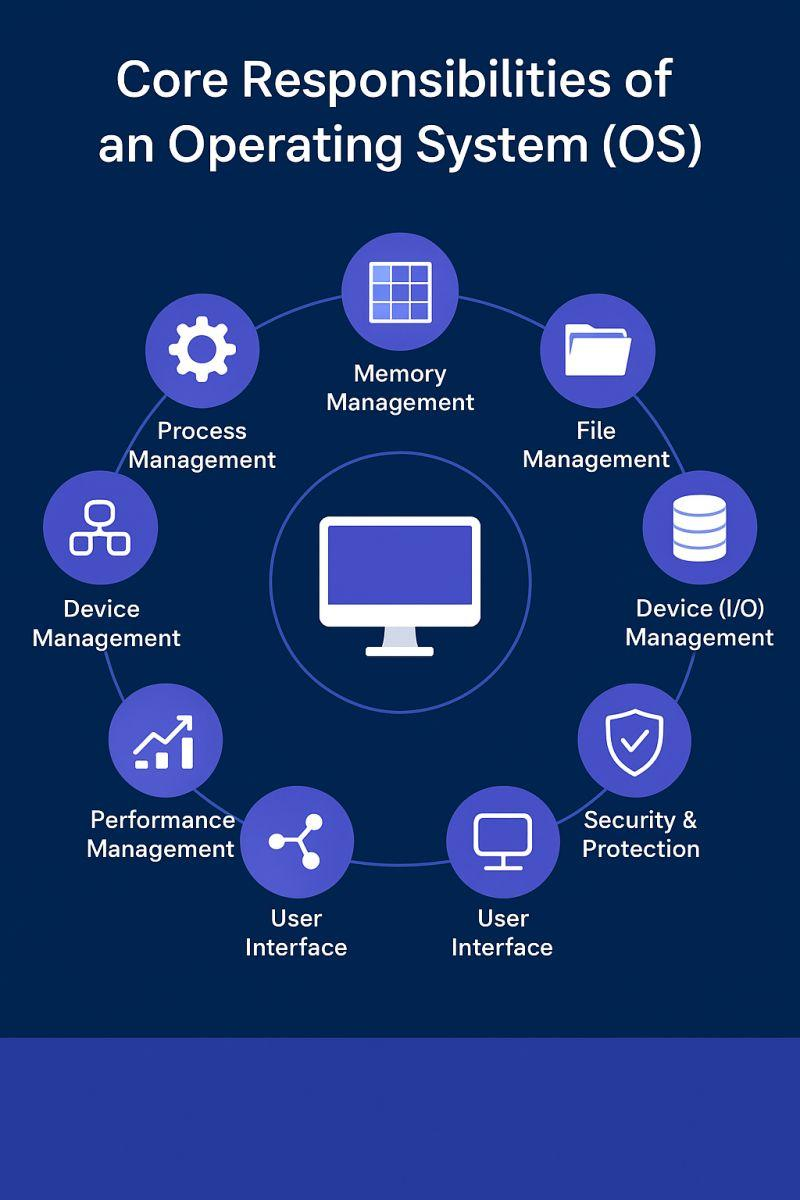 Core Responsibilities of
an Operating System (OS)
Memory
Management
Process
Management
File
Management
Device
Management
Device (I/O)
Management
Performance
Management
Security &
Protection
User
Interface
User
Interface